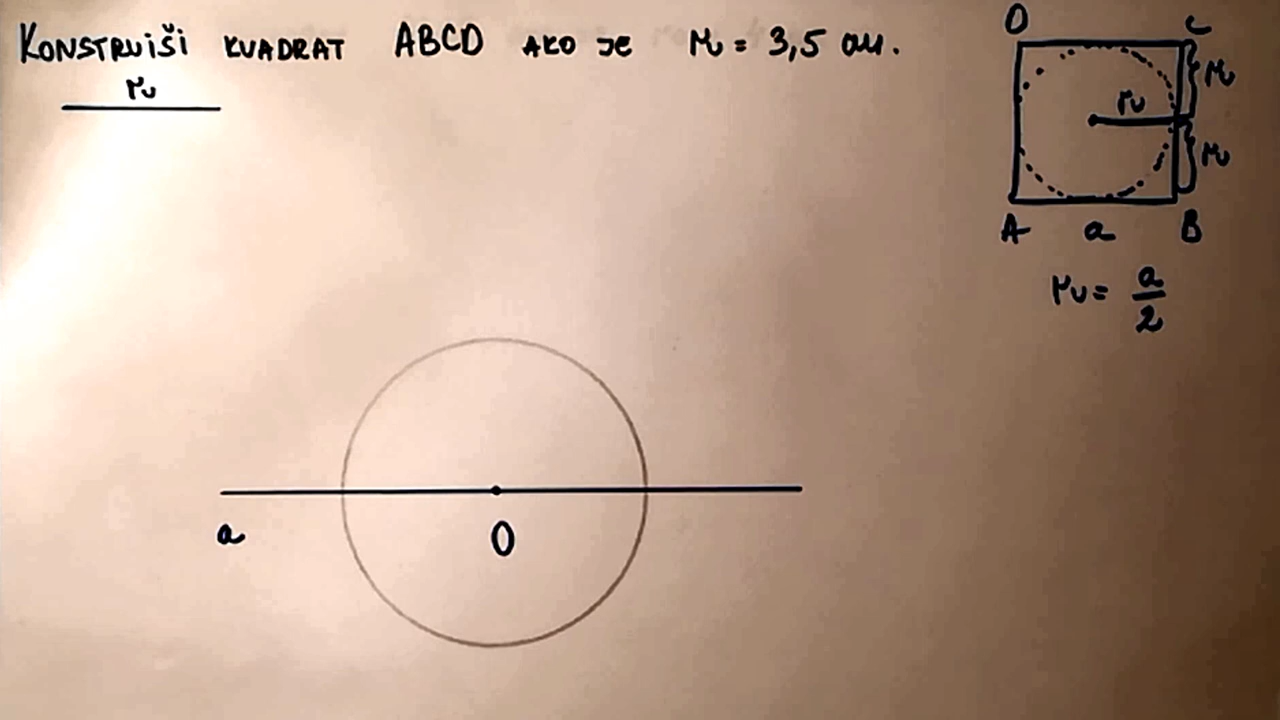 KONSTRUIŠI KVADRAT ABCD AKO JE ru = 3,5 cm.
ru
D C
ru
ru
ru
A a B
ru = a/2
a O